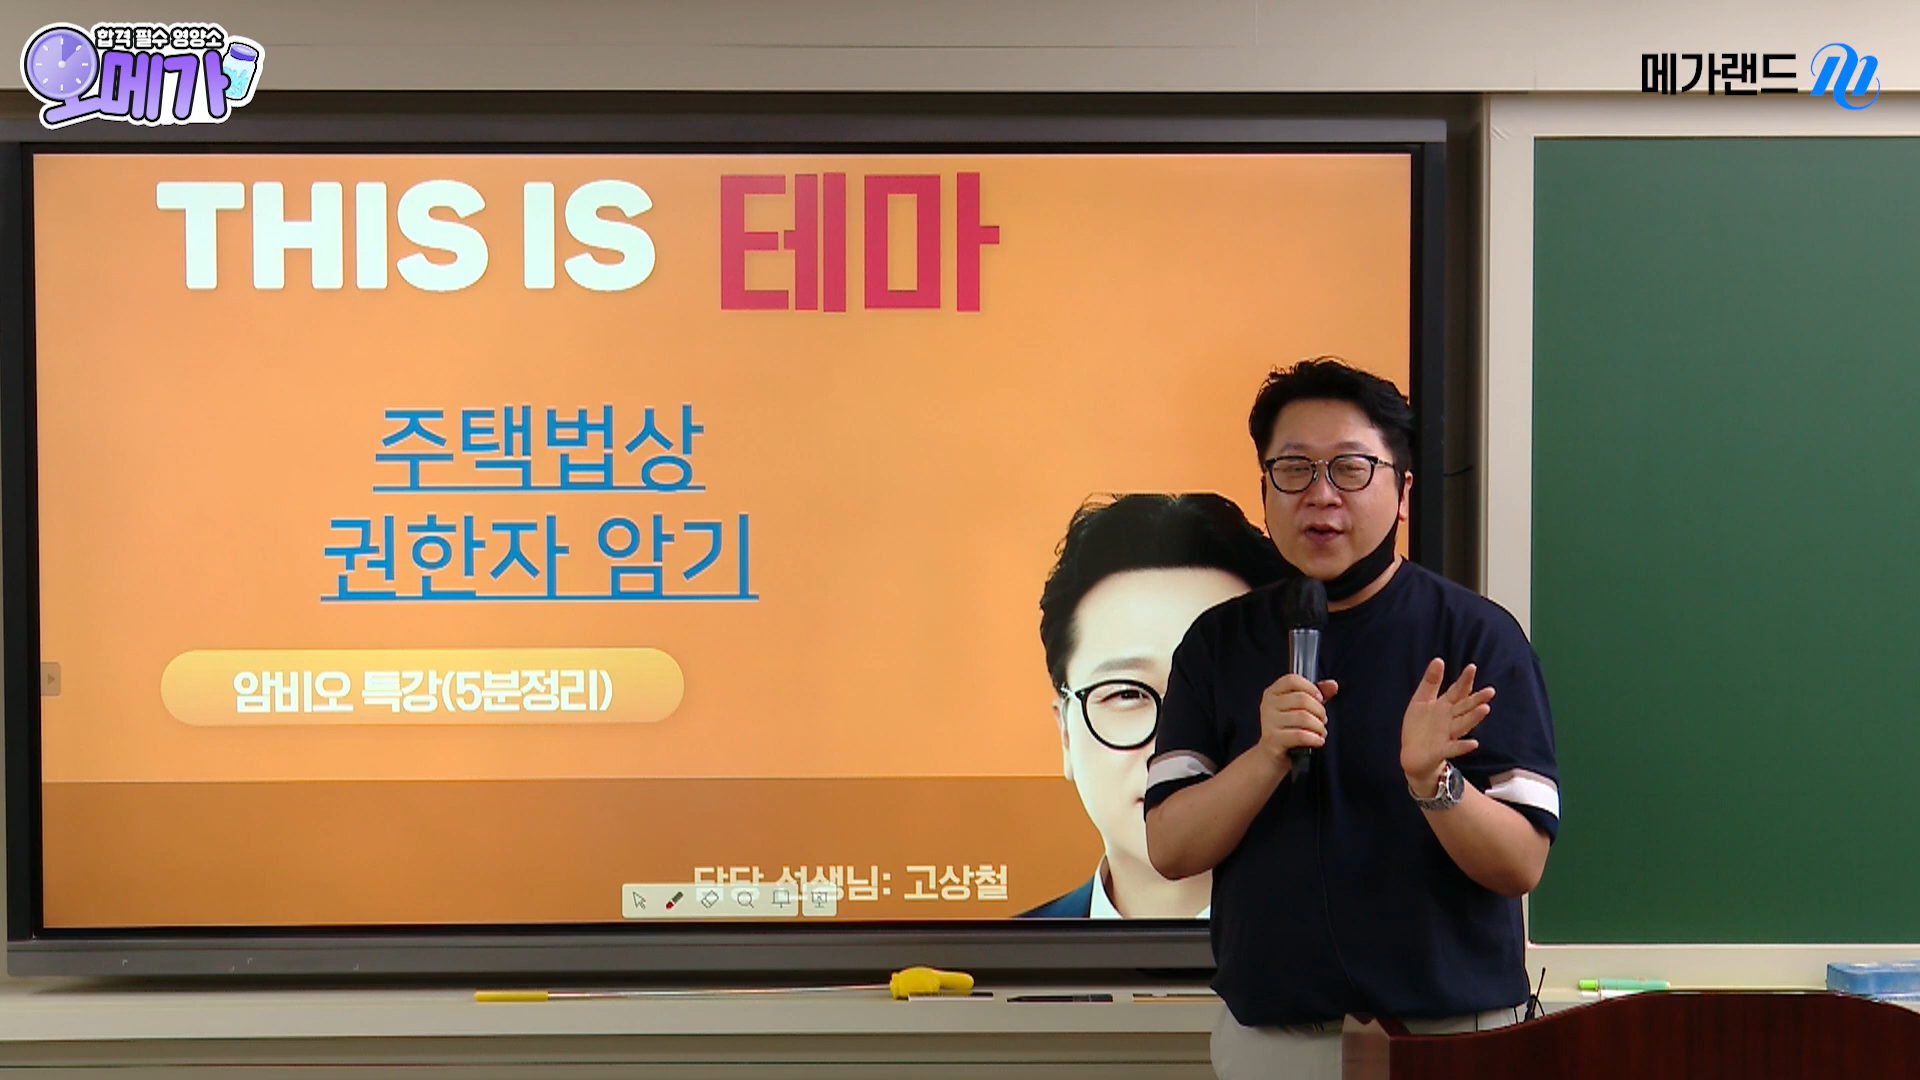 합격 필수 영양소
오메가
메가랜드
THIS IS 테마
주택법상
권한자 암기
암비오 특강(5분정리)
담당 선생님: 고상철